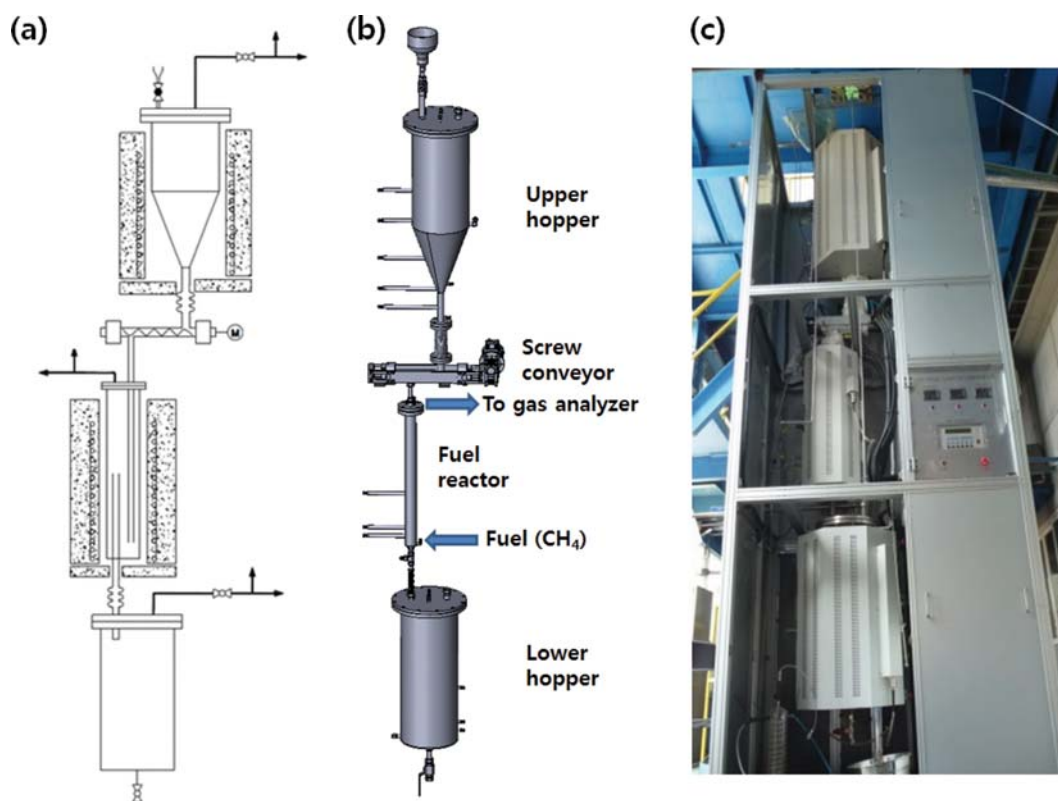 (a)
(b)
(c)
Upper
hopper
Screw
conveyor
To gas analyzer
Fuel
reactor
Fuel (CH₄)
Lower
hopper
M